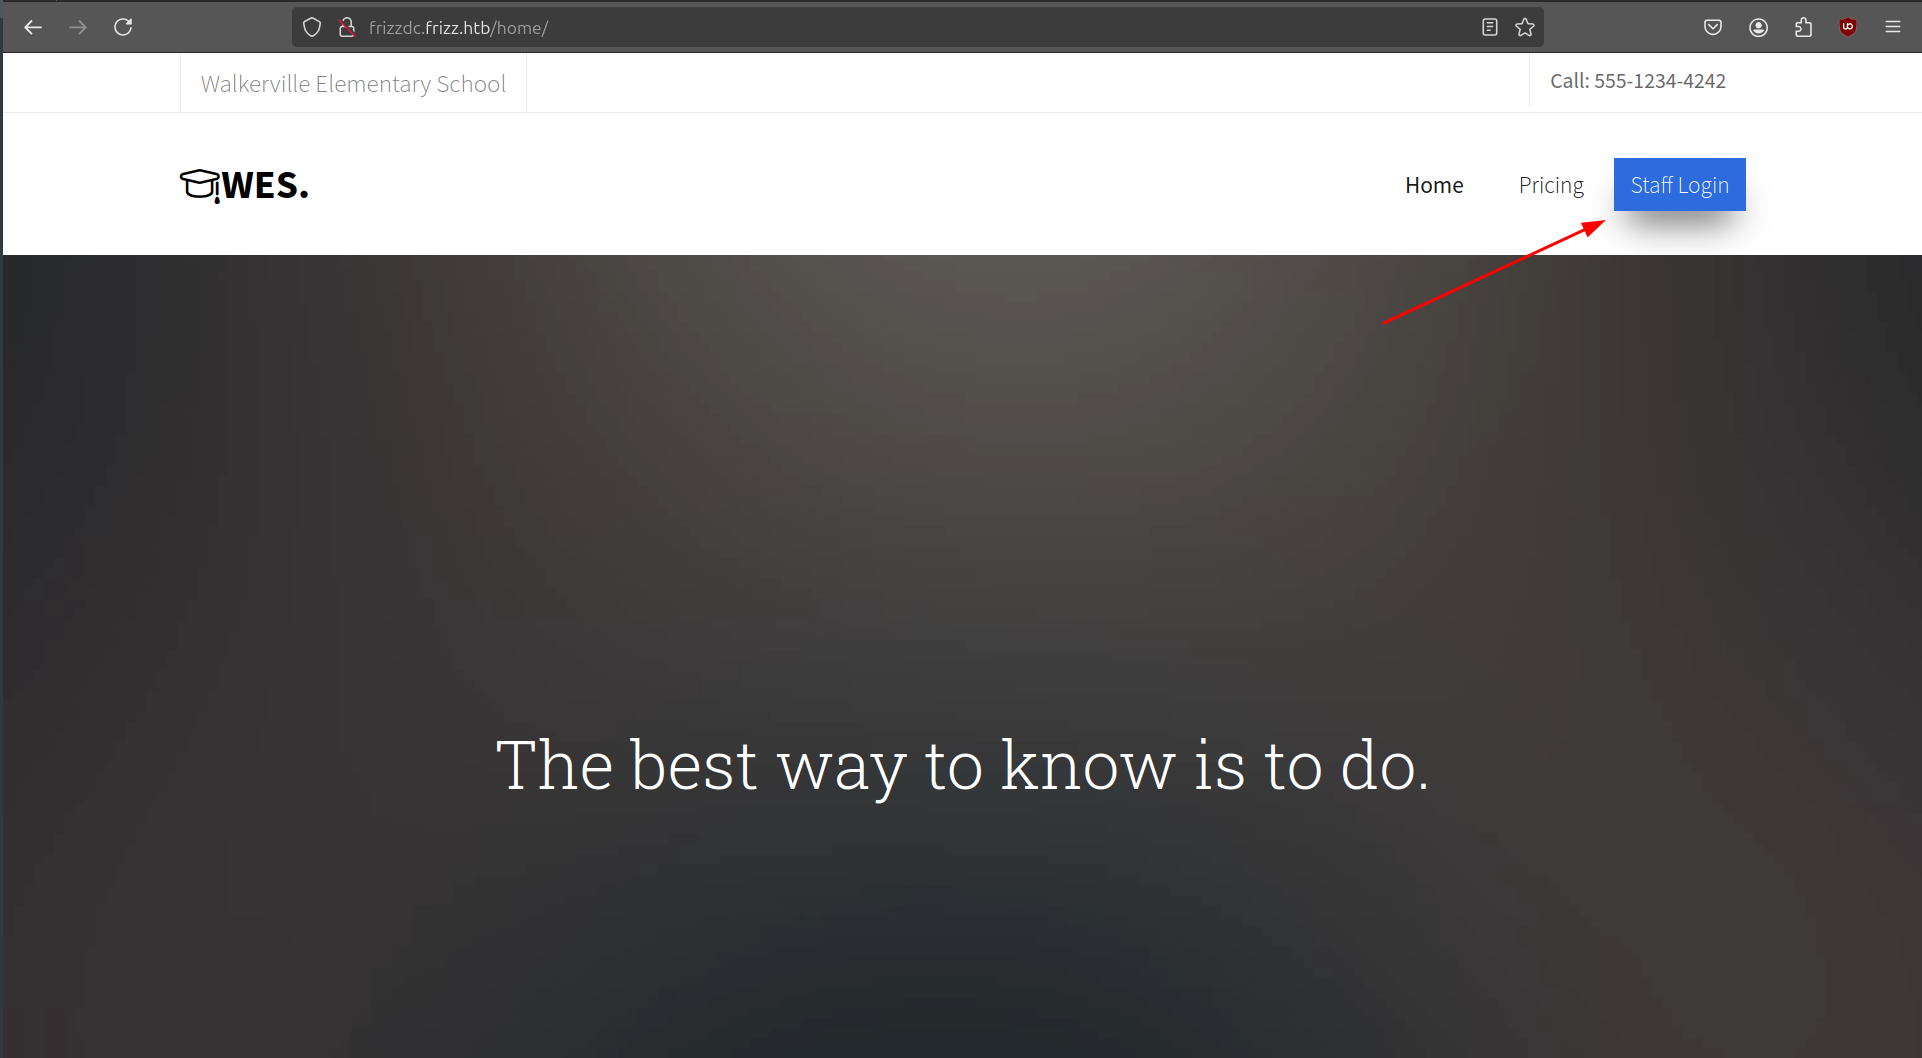 frizzdc.frizz.htb/home/
Walkerville Elementary School
Call: 555-1234-4242
WES.
Home
Pricing
Staff Login
The best way to know is to do.